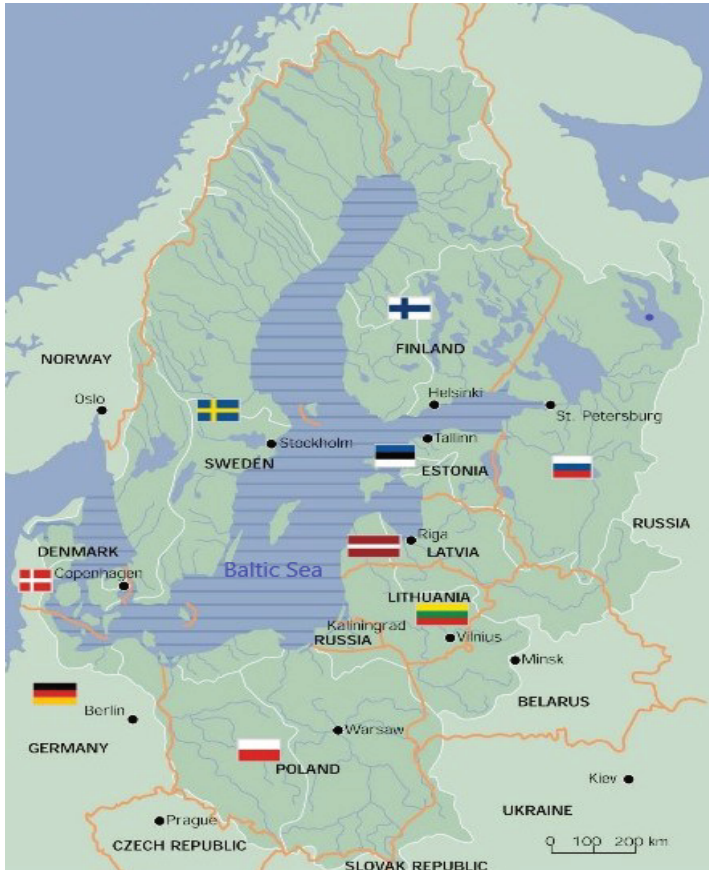 NORWAY
Oslo
FINLAND
Helsinki
St. Petersburg
Stockholm
SWEDEN
Tallinn
ESTONIA
RUSSIA
DENMARK
Riga
LATVIA
Copenhagen
Baltic Sea
LITHUANIA
Kaliningrad
RUSSIA
Vilnius
Minsk
BELARUS
Berlin
GERMANY
Warsaw
POLAND
Kiev
UKRAINE
Prague
CZECH REPUBLIC
0 100 200 km
SLOVAK REPUBLIC